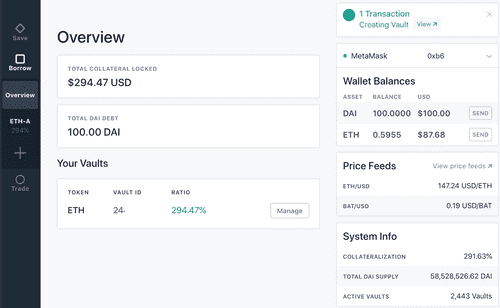 Save
Borrow
Overview
ETH-A
294%
Trade
Overview
TOTAL COLLATERAL LOCKED
$294.47 USD
TOTAL DAI DEBT
100.00 DAI
Your Vaults
TOKEN VAULT ID RATIO
ETH 24 294.47% Manage
1 Transaction
Creating Vault View ↗
MetaMask 0xb6
Wallet Balances
ASSET BALANCE USD
DAI 100.0000 $100.00 SEND
ETH 0.5955 $87.68 SEND
Price Feeds View price feeds ↗
ETH/USD 147.24 USD/ETH
BAT/USD 0.19 USD/BAT
System Info
COLLATERALIZATION 291.63%
TOTAL DAI SUPPLY 58,528,526.62 DAI
ACTIVE VAULTS 2,443 Vaults